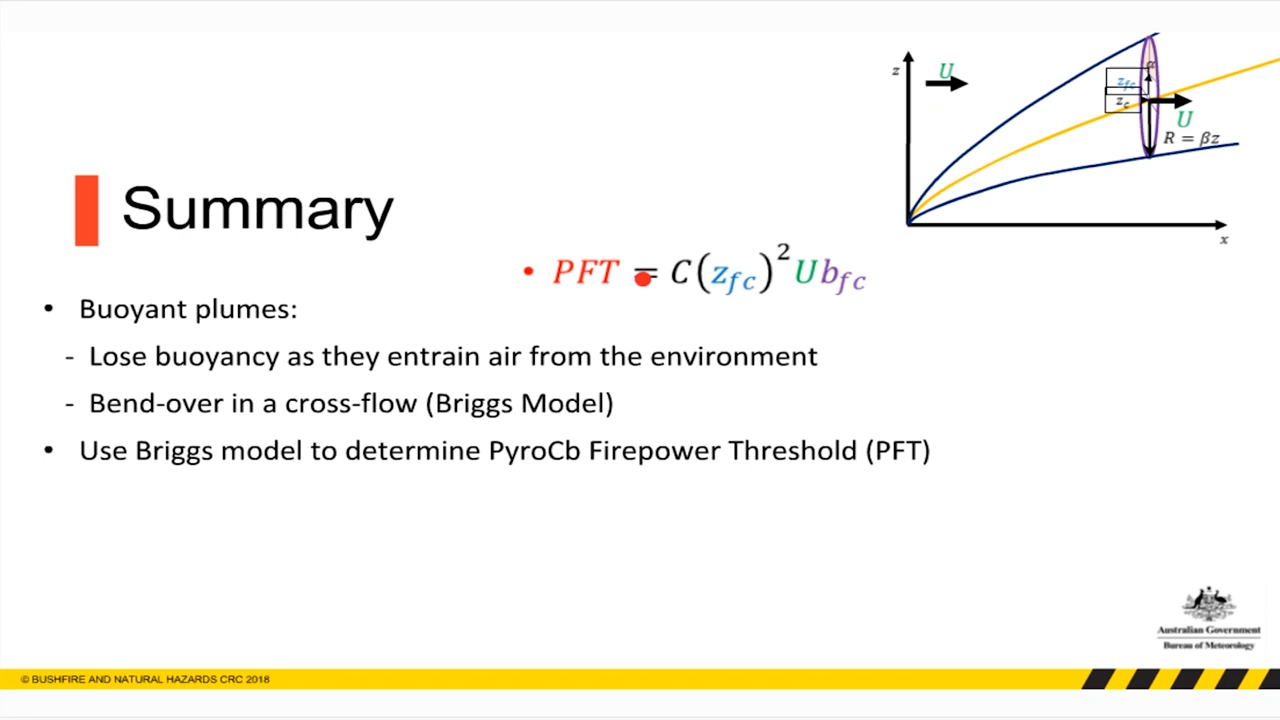 z
U
α
z_fc
z_c
U
R = βz
x
Summary
• PFT = C(z_fc)² U b_fc
• Buoyant plumes:
- Lose buoyancy as they entrain air from the environment
- Bend-over in a cross-flow (Briggs Model)
• Use Briggs model to determine PyroCb Firepower Threshold (PFT)
Australian Government
Bureau of Meteorology
© BUSHFIRE AND NATURAL HAZARDS CRC 2018